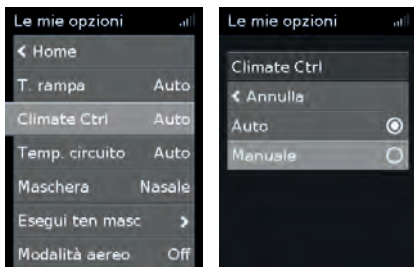 Le mie opzioni
< Home
T. rampa Auto
Climate Ctrl Auto
Temp. circuito Auto
Maschera Nasale
Esegui ten masc >
Modalità aereo Off
Le mie opzioni
Climate Ctrl
< Annulla
Auto
Manuale